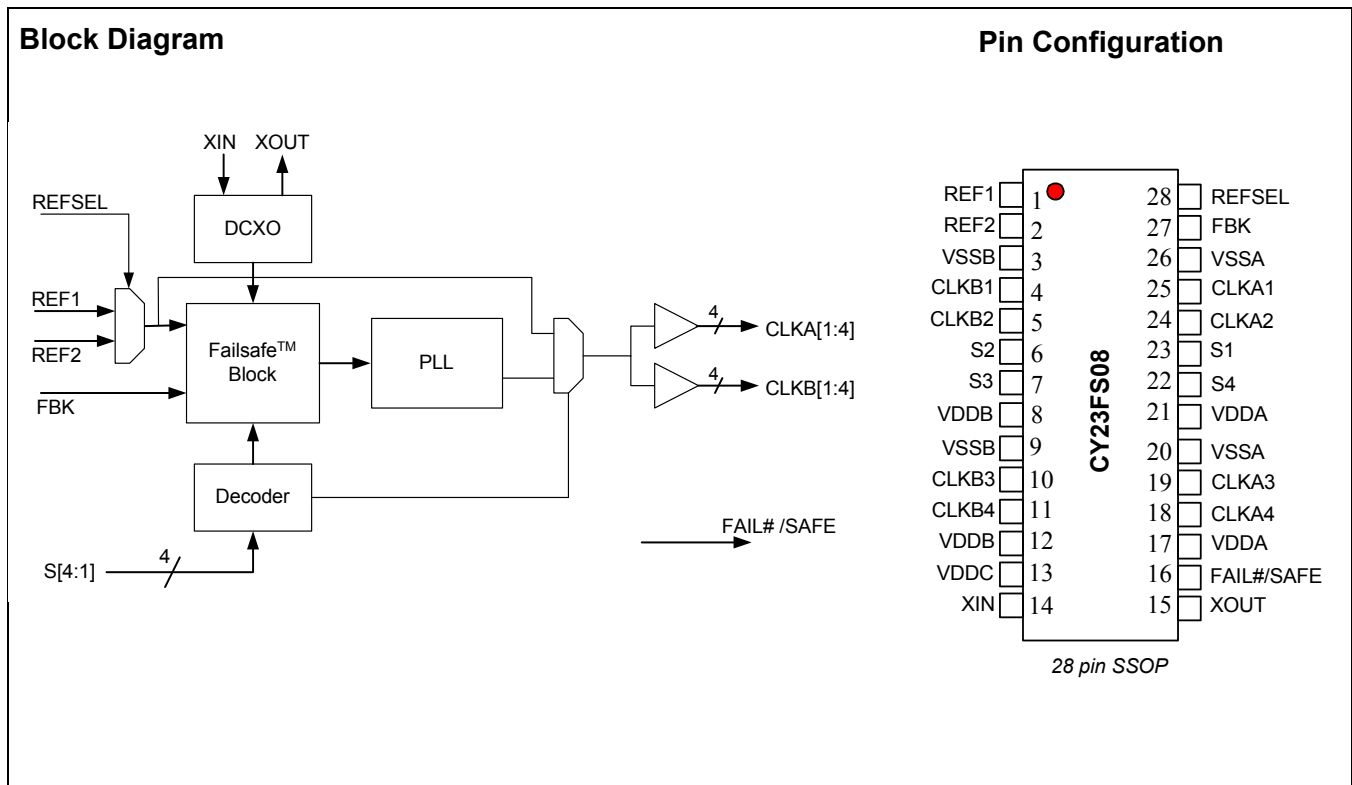 Block Diagram
Pin Configuration
XIN
XOUT
REFSEL
DCXO
REF1
REF2
Failsafe™
Block
PLL
4
CLKA[1:4]
4
CLKB[1:4]
FBK
Decoder
FAIL# /SAFE
4
S[4:1]
REF1 1
REF2 2
VSSB 3
CLKB1 4
CLKB2 5
S2 6
S3 7
VDDB 8
VSSB 9
CLKB3 10
CLKB4 11
VDDB 12
VDDC 13
XIN 14
CY23FS08
28 REFSEL
27 FBK
26 VSSA
25 CLKA1
24 CLKA2
23 S1
22 S4
21 VDDA
20 VSSA
19 CLKA3
18 CLKA4
17 VDDA
16 FAIL#/SAFE
15 XOUT
28 pin SSOP